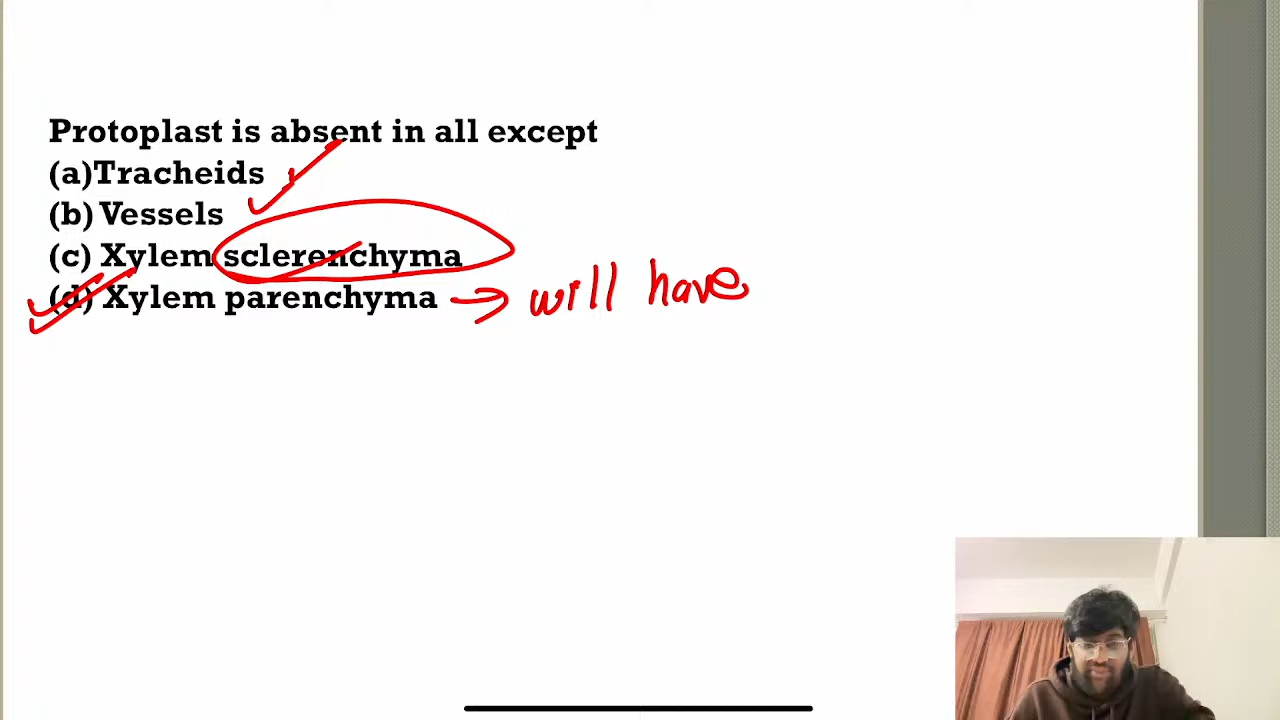 Protoplast is absent in all except
(a)Tracheids
(b) Vessels
(c) Xylem sclerenchyma
(d) Xylem parenchyma → will have